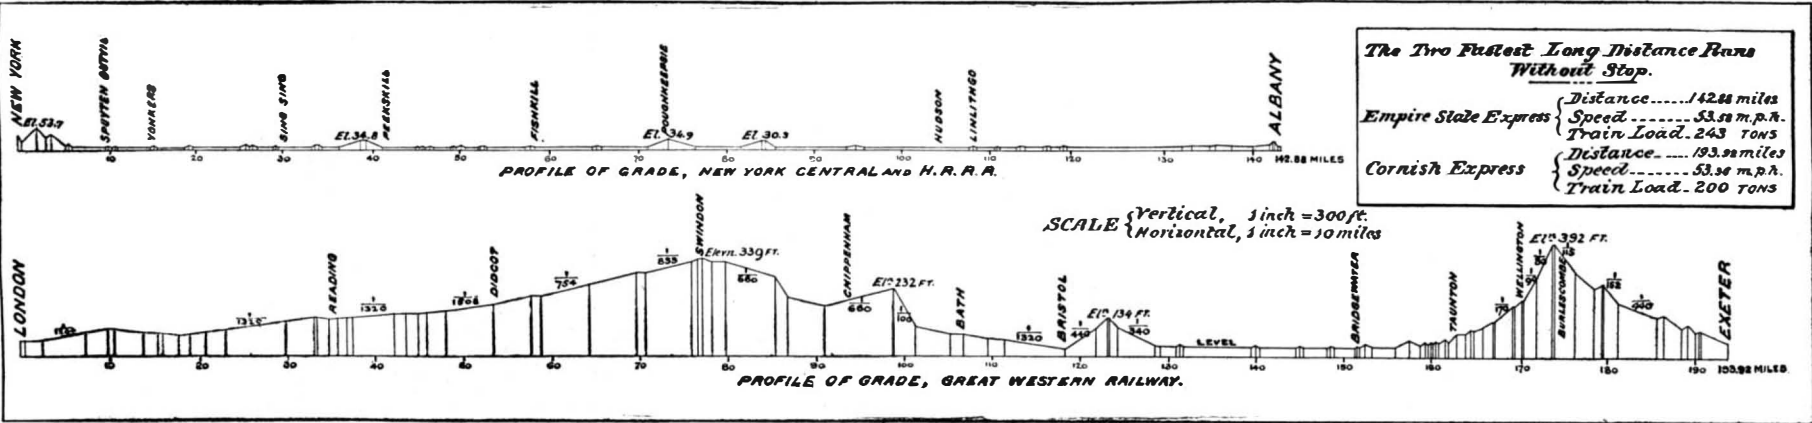 NEW YORK
El. 53.7
SPUYTEN DUYVIL
YONKERS
SING SING
El. 34.8
PEEKSKILL
FISHKILL
POUGHKEEPSIE
El. 34.9
El. 30.3
HUDSON
LINLITHGO
ALBANY
10 20 30 40 50 60 70 80 90 100 110 120 130 140 142.88 MILES
PROFILE OF GRADE, NEW YORK CENTRAL AND H.R.R.R.
The Two Fastest Long Distance Runs
Without Stop.
Empire State Express
Distance......142.88 miles
Speed........53.58 m.p.h.
Train Load. 243 TONS
Cornish Express
Distance.....193.92 miles
Speed........53.36 m.p.h.
Train Load. 200 TONS
SCALE
Vertical, 1 inch = 300 ft.
Horizontal, 1 inch = 10 miles
LONDON
1/1320
READING
1/1320
DIDCOT
1/754
1/835
SWINDON
Elevn. 339 FT.
1/660
CHIPPENHAM
1/660
Eln. 232 FT.
1/100
BATH
1/1320
BRISTOL
1/440
Eln. 134 FT.
1/340
LEVEL
BRIDGEWATER
TAUNTON
WELLINGTON
Eln. 392 FT.
BURLESCOMBE
EXETER
10 20 30 40 50 60 70 80 90 100 110 120 130 140 150 160 170 180 190 193.92 MILES.
PROFILE OF GRADE, GREAT WESTERN RAILWAY.